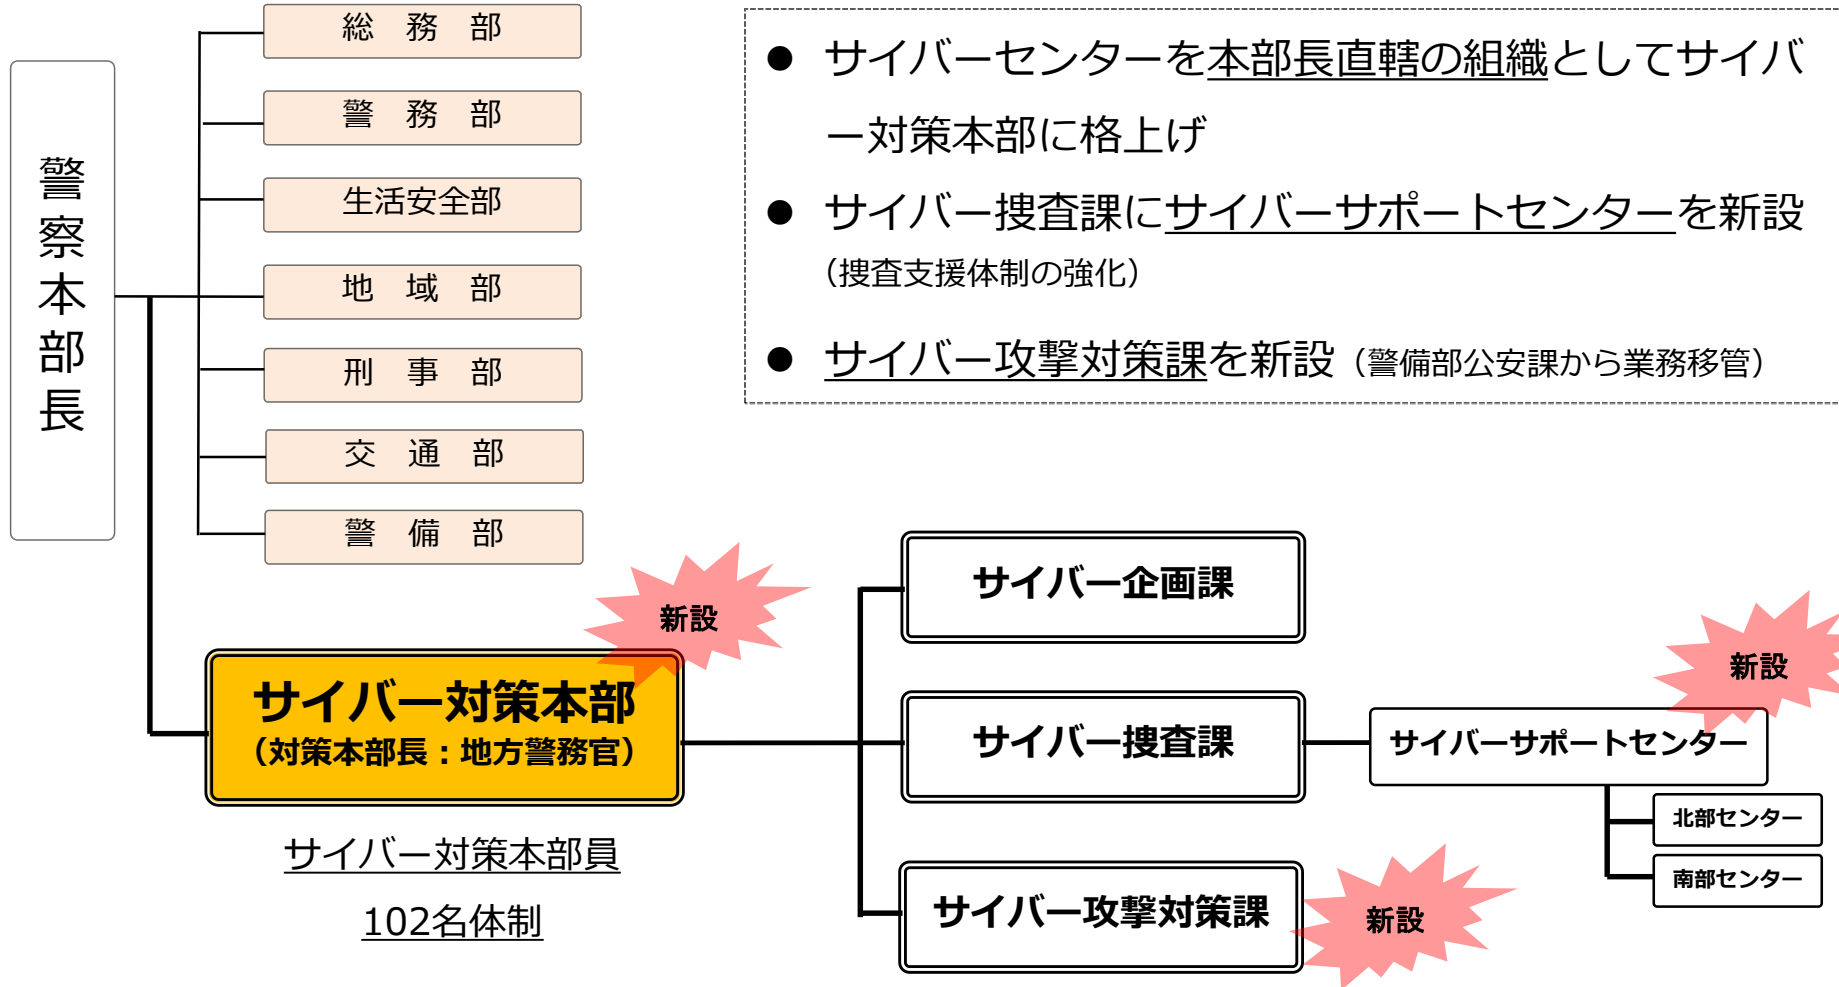 警察本部長
総　務　部
警　務　部
生活安全部
地　域　部
刑　事　部
交　通　部
警　備　部
● サイバーセンターを本部長直轄の組織としてサイバ
ー対策本部に格上げ
● サイバー捜査課にサイバーサポートセンターを新設
（捜査支援体制の強化）
● サイバー攻撃対策課を新設（警備部公安課から業務移管）
新設
サイバー対策本部
（対策本部長：地方警務官）
サイバー対策本部員
102名体制
サイバー企画課
サイバー捜査課
サイバー攻撃対策課
新設
新設
サイバーサポートセンター
北部センター
南部センター